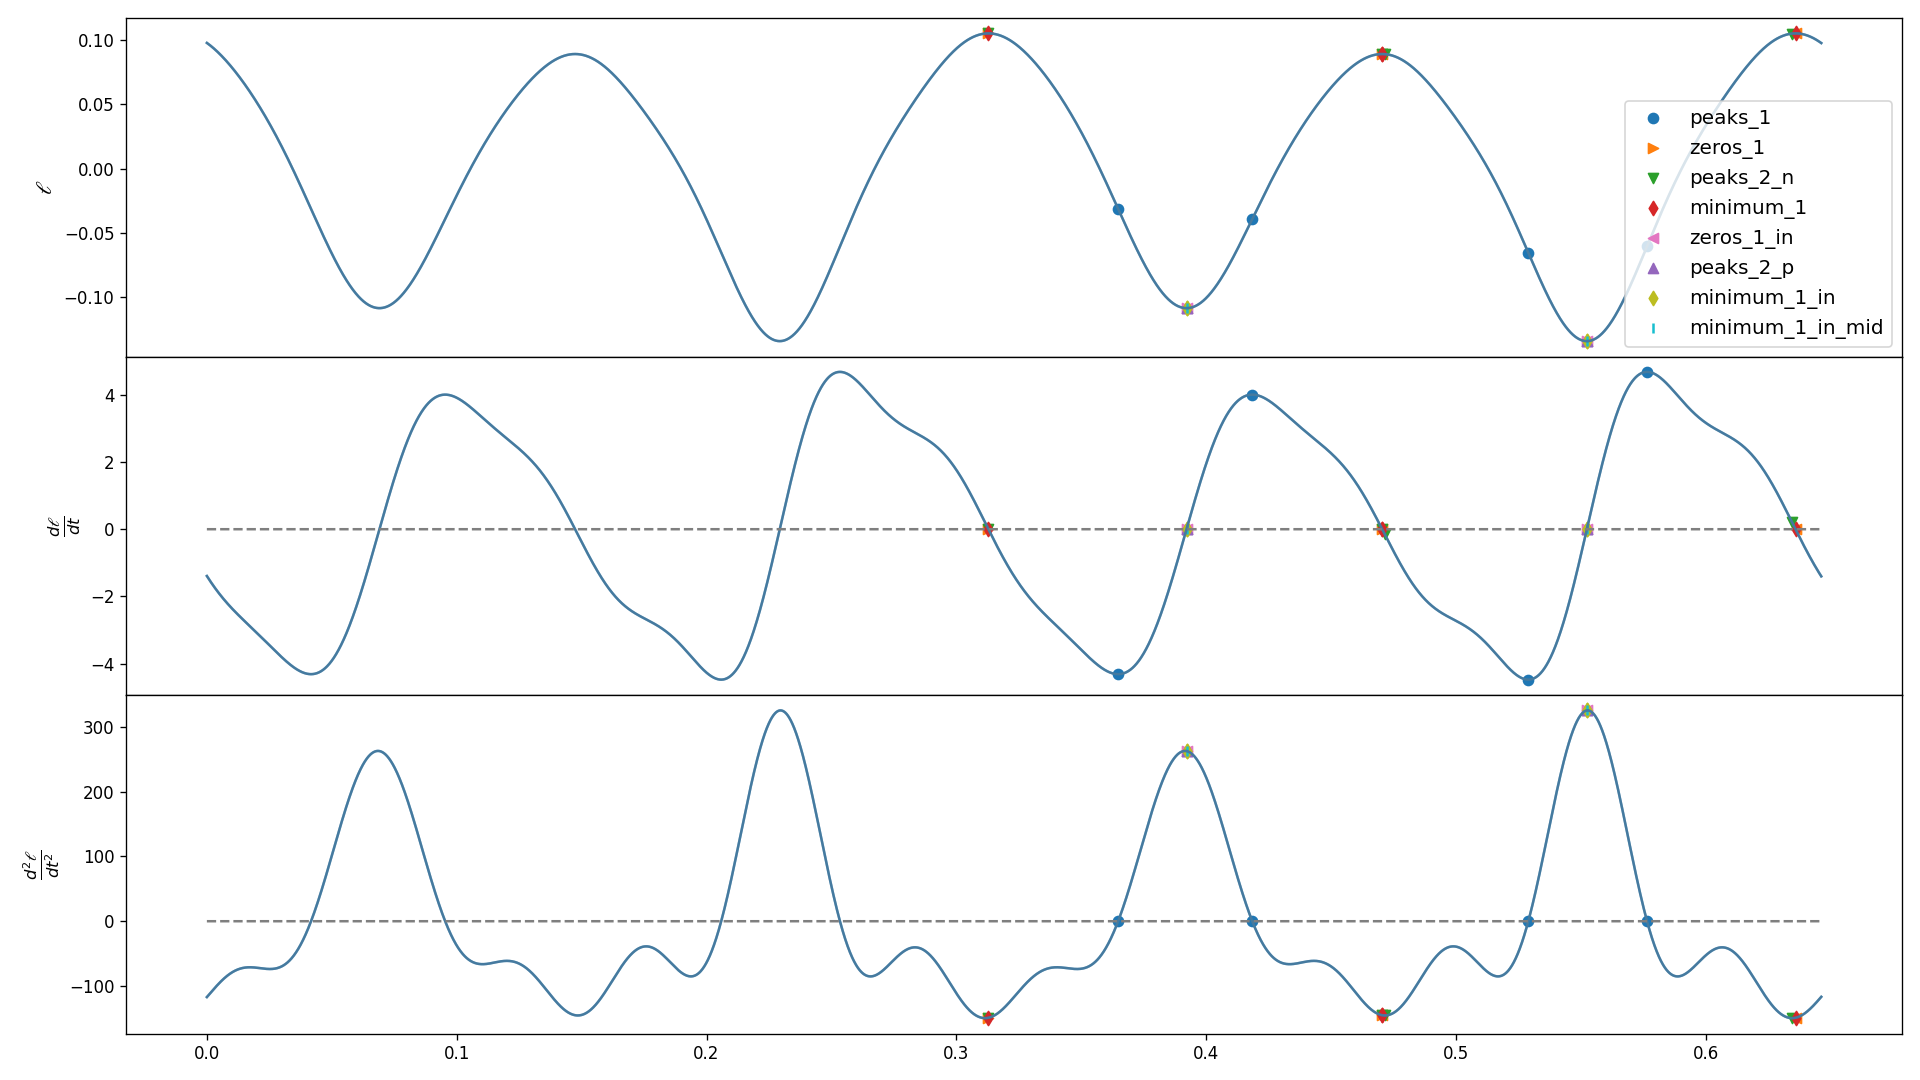 0.10
0.05
0.00
−0.05
−0.10
ℓ
peaks_1
zeros_1
peaks_2_n
minimum_1
zeros_1_in
peaks_2_p
minimum_1_in
minimum_1_in_mid
4
2
0
−2
−4
dℓ
dt
300
200
100
0
−100
d²ℓ
dt²
0.0 0.1 0.2 0.3 0.4 0.5 0.6